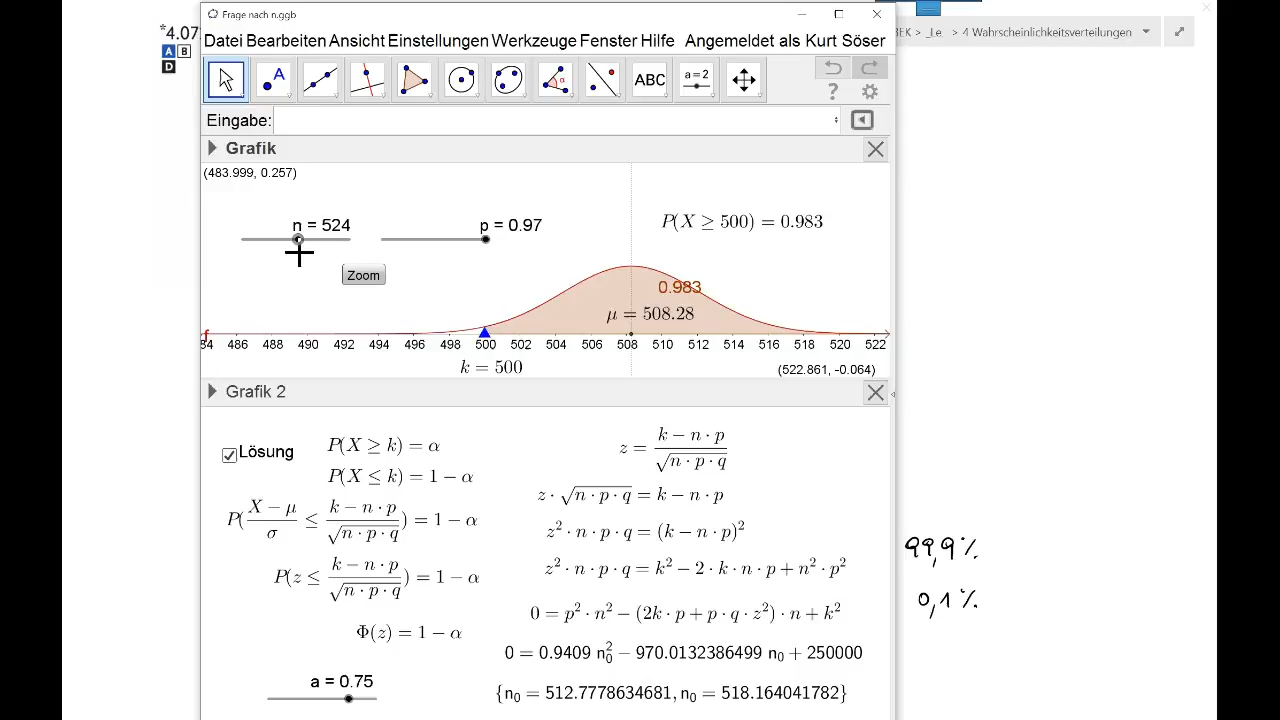 Frage nach n.ggb
*4.07
A B
D
EK > _Le. > 4 Wahrscheinlichkeitsverteilungen
Datei Bearbeiten Ansicht Einstellungen Werkzeuge Fenster Hilfe Angemeldet als Kurt Söser
A α ABC a = 2
Eingabe:
Grafik
(483.999, 0.257)
n = 524 p = 0.97 P(X ≥ 500) = 0.983
Zoom
0.983
μ = 508.28
f
84 486 488 490 492 494 496 498 500 502 504 506 508 510 512 514 516 518 520 522
k = 500
(522.861, -0.064)
Grafik 2
Lösung
P(X ≥ k) = α
P(X ≤ k) = 1 − α
P((X − μ)/σ ≤ (k − n · p)/√(n · p · q)) = 1 − α
P(z ≤ (k − n · p)/√(n · p · q)) = 1 − α
Φ(z) = 1 − α
a = 0.75
z = (k − n · p)/√(n · p · q)
z · √(n · p · q) = k − n · p
z² · n · p · q = (k − n · p)²
z² · n · p · q = k² − 2 · k · n · p + n² · p²
0 = p² · n² − (2k · p + p · q · z²) · n + k²
0 = 0.9409 n₀² − 970.0132386499 n₀ + 250000
{n₀ = 512.7778634681, n₀ = 518.164041782}
99,9%
0,1%